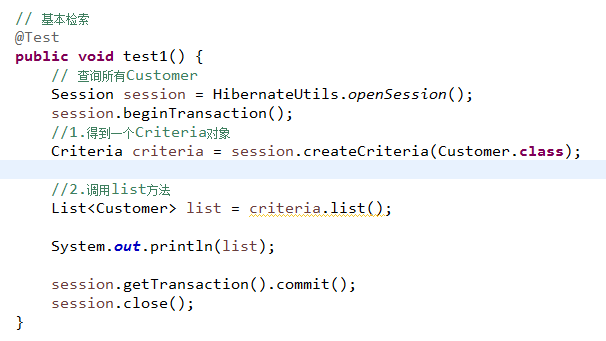 // 基本检索
@Test
public void test1() {
// 查询所有Customer
Session session = HibernateUtils.openSession();
session.beginTransaction();
//1.得到一个Criteria对象
Criteria criteria = session.createCriteria(Customer.class);
//2.调用list方法
List<Customer> list = criteria.list();
System.out.println(list);
session.getTransaction().commit();
session.close();
}